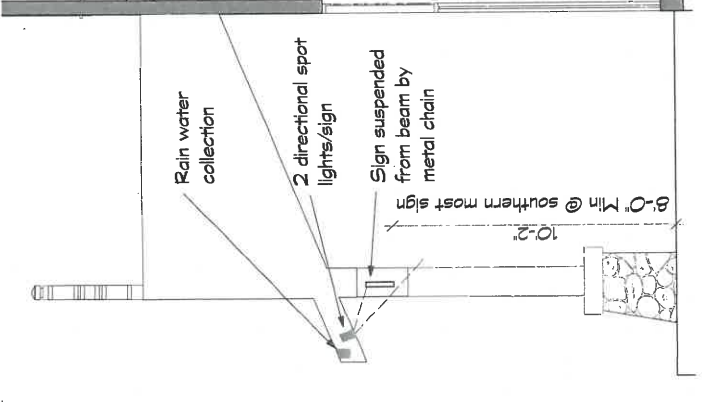 Rain water
collection
2 directional spot
lights/sign
Sign suspended
from beam by
metal chain
8'-0" Min @ southern most sign
10'-2"